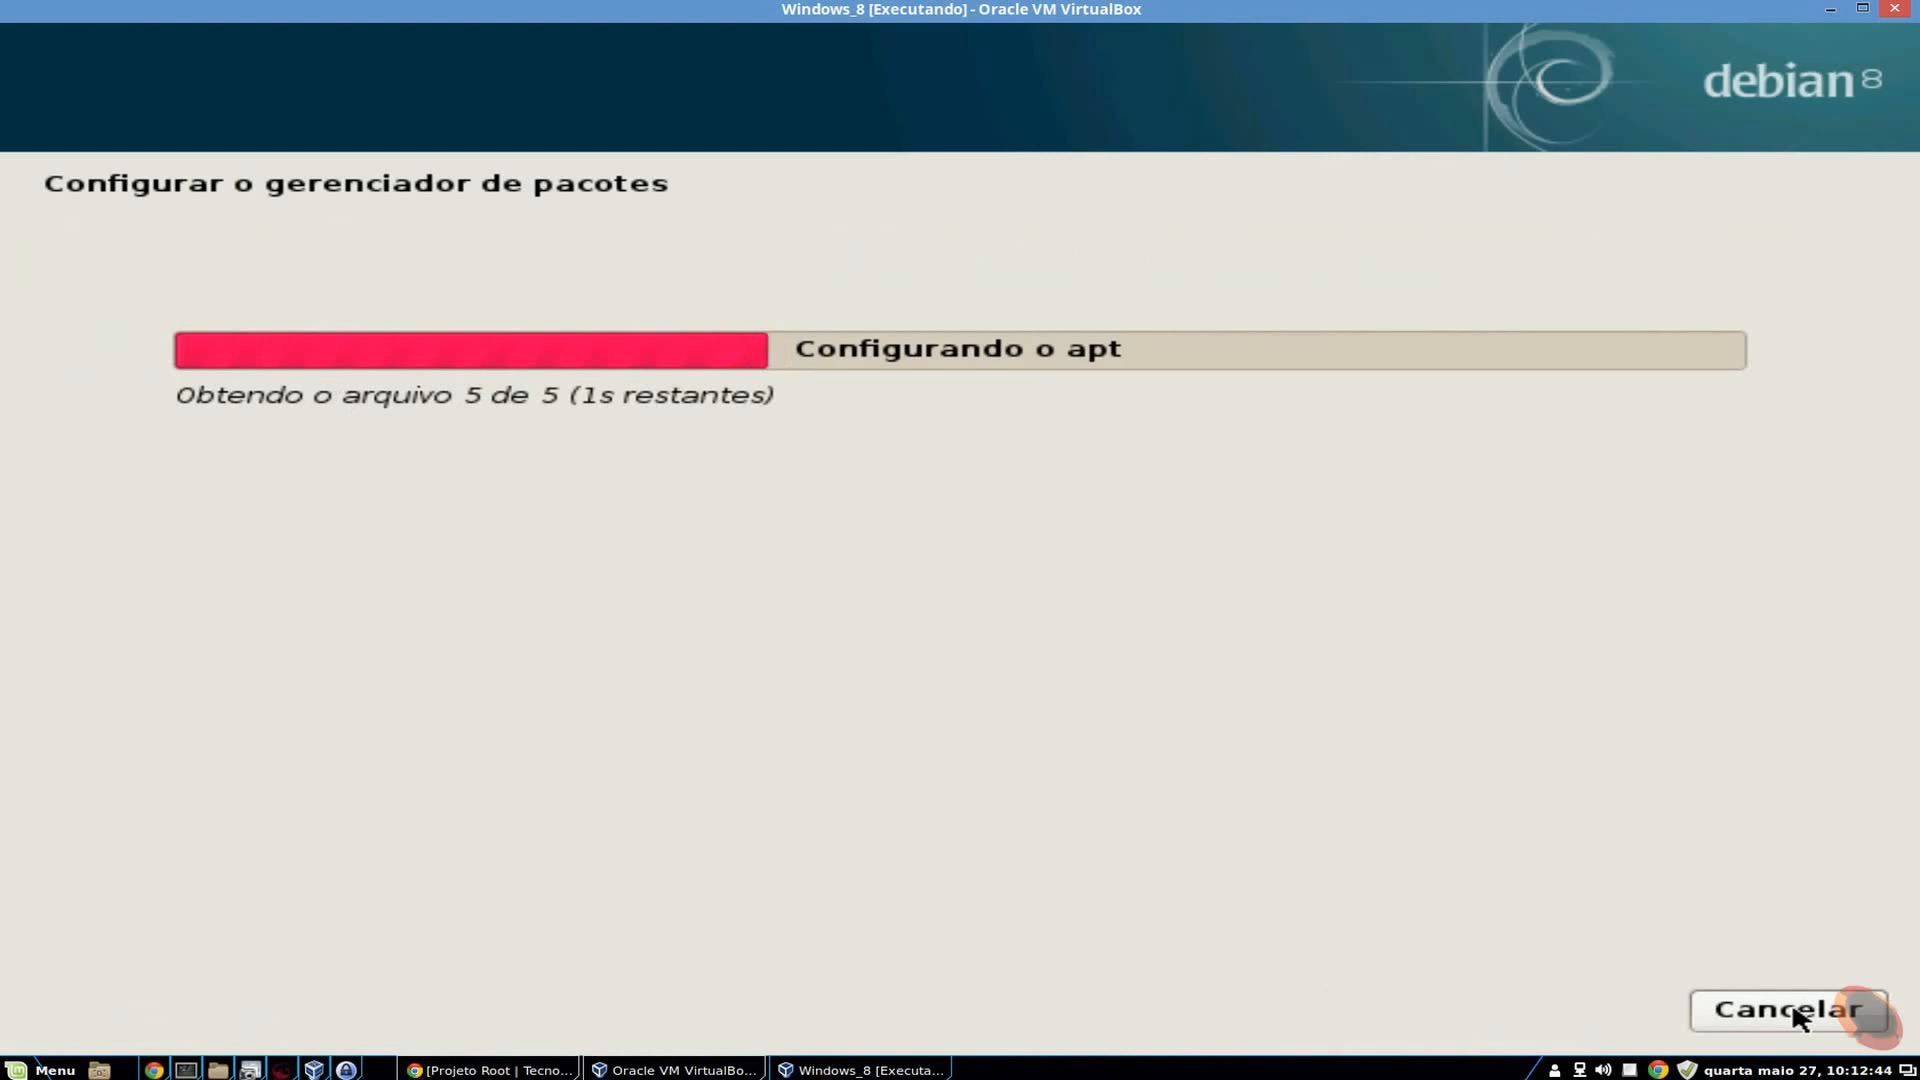 Windows_8 [Executando] - Oracle VM VirtualBox
debian 8
Configurar o gerenciador de pacotes
Configurando o apt
Obtendo o arquivo 5 de 5 (1s restantes)
Cancelar
Menu
[Projeto Root | Tecno...
Oracle VM VirtualBo...
Windows_8 [Executa...
quarta maio 27, 10:12:44